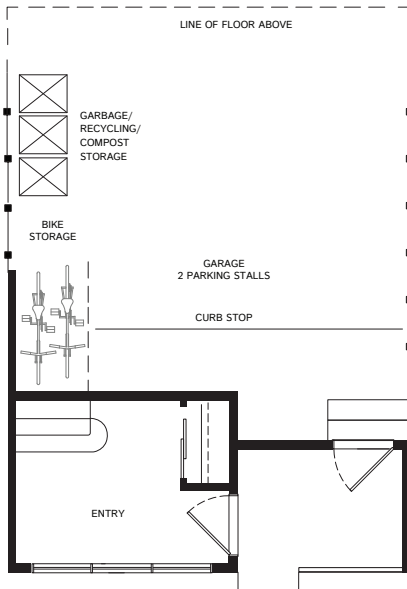 LINE OF FLOOR ABOVE
GARBAGE/
RECYCLING/
COMPOST
STORAGE
BIKE
STORAGE
GARAGE
2 PARKING STALLS
CURB STOP
ENTRY